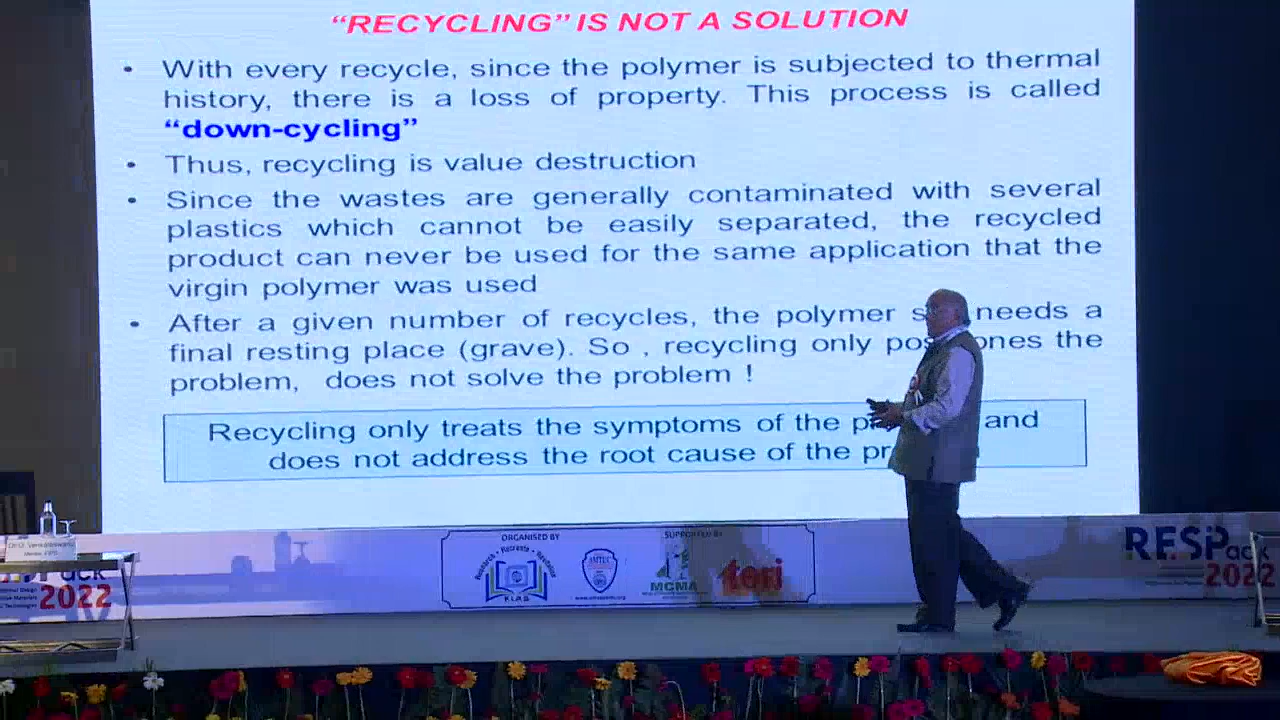 “RECYCLING” IS NOT A SOLUTION
• With every recycle, since the polymer is subjected to thermal
history, there is a loss of property. This process is called
“down-cycling”
• Thus, recycling is value destruction
• Since the wastes are generally contaminated with several
plastics which cannot be easily separated, the recycled
product can never be used for the same application that the
virgin polymer was used
• After a given number of recycles, the polymer needs a
final resting place (grave). So , recycling only the
problem, does not solve the problem !
Recycling only treats the symptoms of the and
does not address the root cause of the
ORGANISED BY
SUPPORTED BY
Research • Recreate • Revitalise
MCMA
teri
RESPack
2022
2022